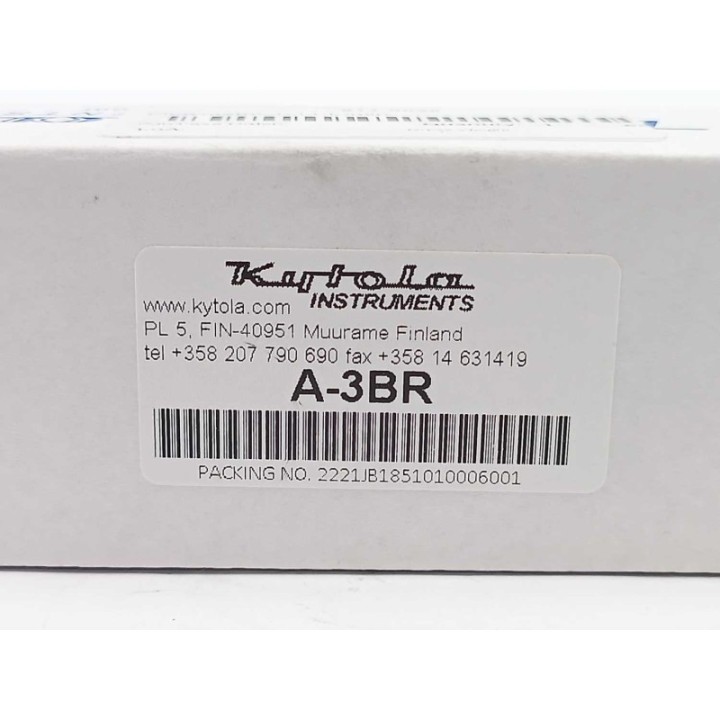 Kytola
INSTRUMENTS
www.kytola.com
PL 5, FIN-40951 Muurame Finland
tel +358 207 790 690 fax +358 14 631419
A-3BR
PACKING NO. 2221JB1851010006001